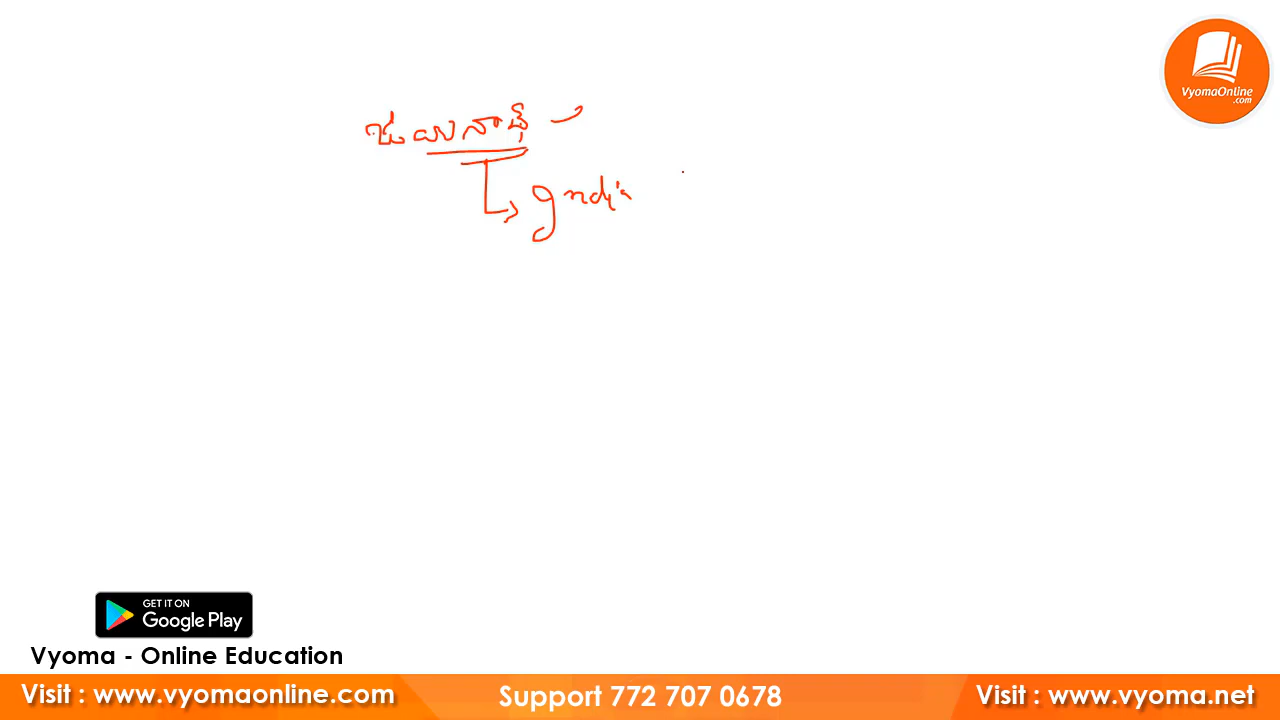 VyomaOnline
.com
India
GET IT ON
Google Play
Vyoma - Online Education
Visit : www.vyomaonline.com
Support 772 707 0678
Visit : www.vyoma.net